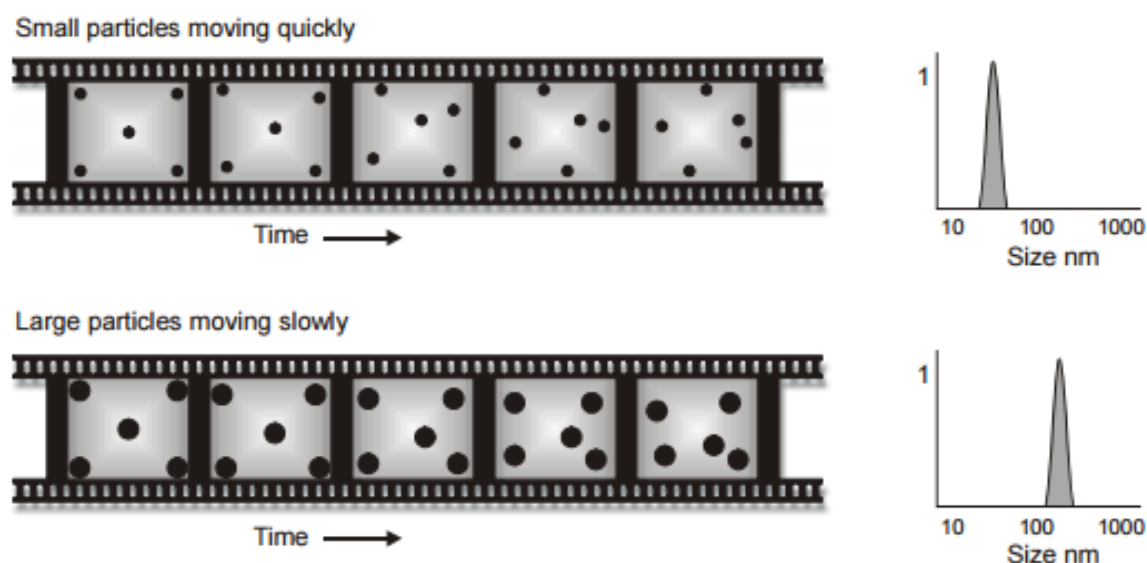 Small particles moving quickly
1
10 100 1000
Size nm
Time
Large particles moving slowly
1
10 100 1000
Size nm
Time